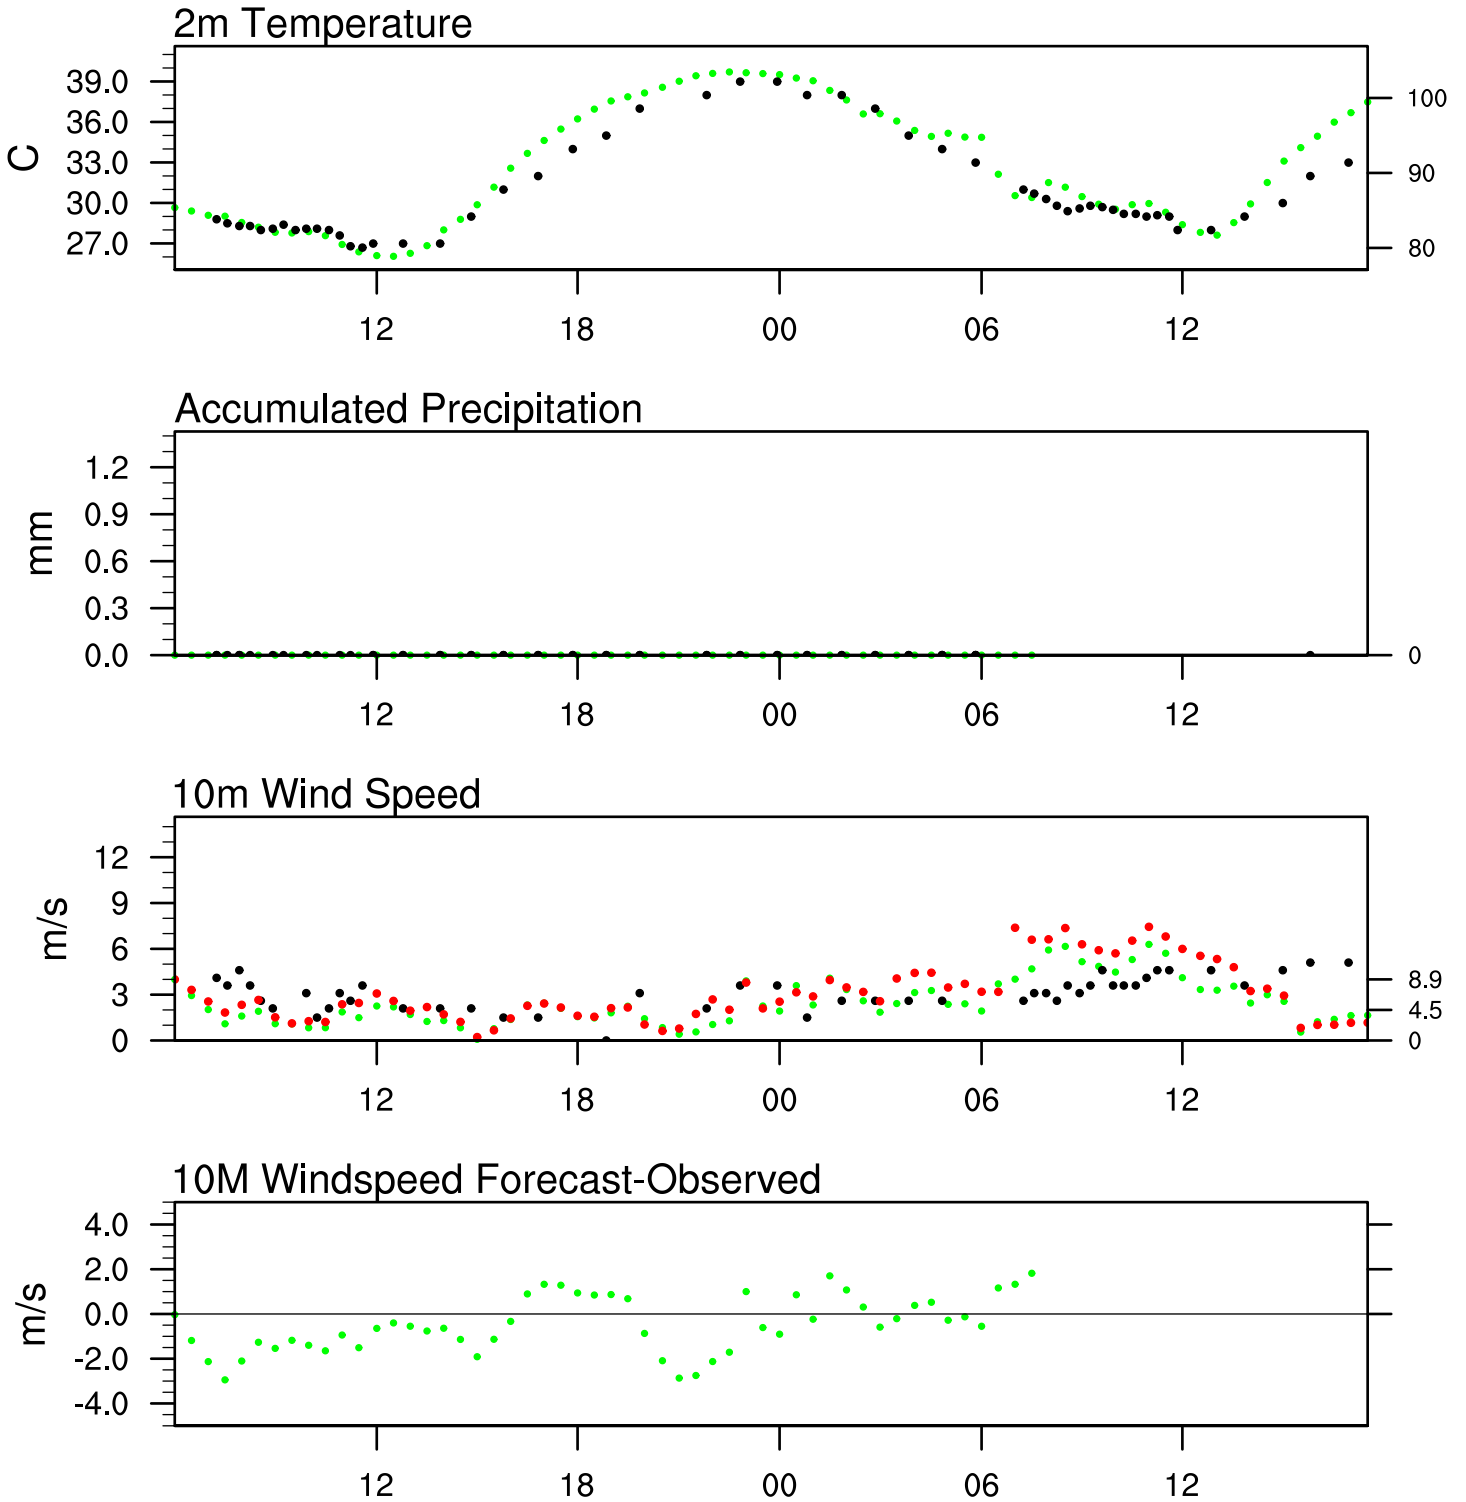 2m Temperature
39.0
36.0
33.0
30.0
27.0
C
100
90
80
12 18 00 06 12
Accumulated Precipitation
1.2
0.9
0.6
0.3
0.0
mm
0
12 18 00 06 12
10m Wind Speed
12
9
6
3
0
m/s
8.9
4.5
0
12 18 00 06 12
10M Windspeed Forecast-Observed
4.0
2.0
0.0
-2.0
-4.0
m/s
12 18 00 06 12